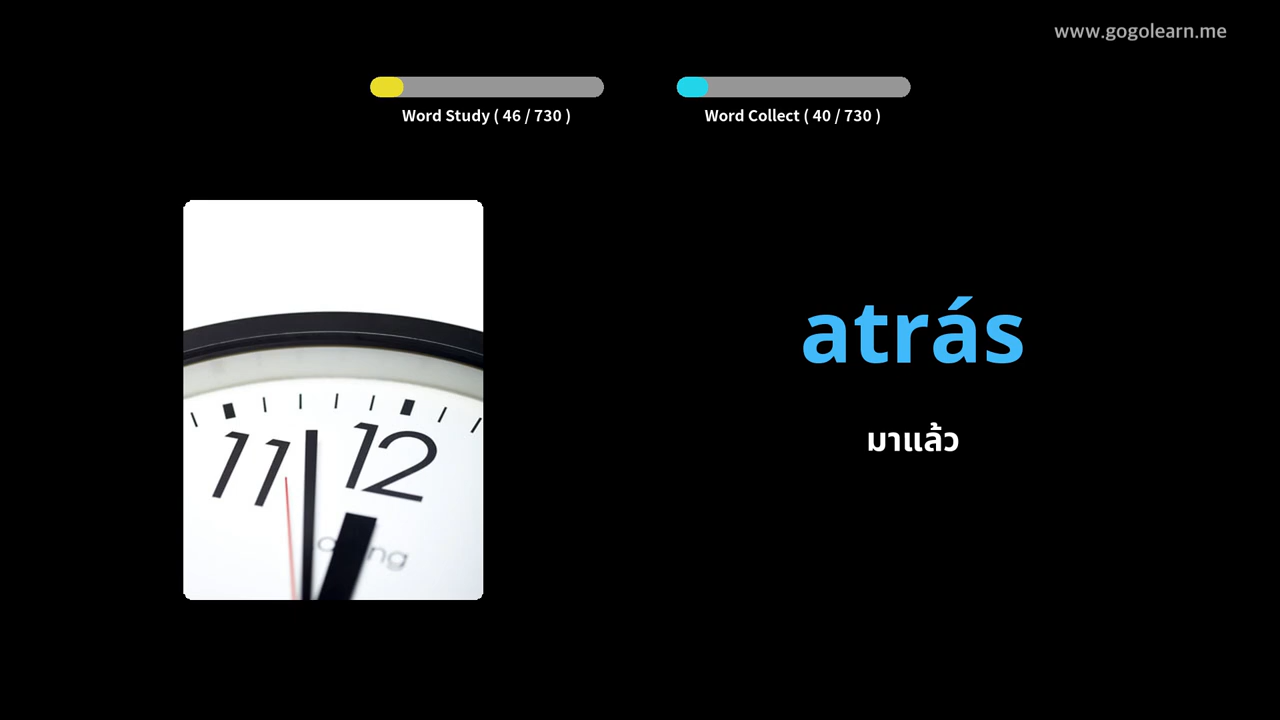 www.gogolearn.me
Word Study ( 46 / 730 )
Word Collect ( 40 / 730 )
11 12
atrás
มาแล้ว